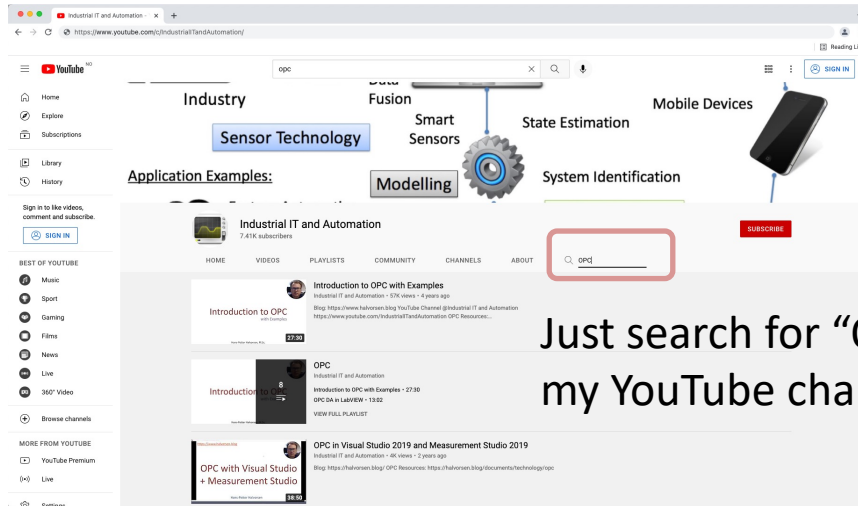 Industrial IT and Automation -
https://www.youtube.com/c/IndustrialITandAutomation/
Reading Li
YouTube NO
opc
SIGN IN
Home
Explore
Subscriptions
Library
History
Sign in to like videos,
comment and subscribe.
SIGN IN
BEST OF YOUTUBE
Music
Sport
Gaming
Films
News
Live
360° Video
Browse channels
MORE FROM YOUTUBE
YouTube Premium
Live
Settings
Industry
Data
Fusion
Smart
Sensors
State Estimation
Mobile Devices
Sensor Technology
Application Examples:
Modelling
System Identification
Industrial IT and Automation
7.41K subscribers
SUBSCRIBE
HOME VIDEOS PLAYLISTS COMMUNITY CHANNELS ABOUT OPC
Introduction to OPC
with Examples
27:30
Introduction to OPC with Examples
Industrial IT and Automation • 57K views • 4 years ago
Blog: https://www.halvorsen.blog YouTube Channel @Industrial IT and Automation
https://www.youtube.com/IndustrialITandAutomation OPC Resources:...
Introduction to OPC
8
OPC
Industrial IT and Automation
Introduction to OPC with Examples • 27:30
OPC DA in LabVIEW • 13:02
VIEW FULL PLAYLIST
OPC with Visual Studio
+ Measurement Studio
38:50
OPC in Visual Studio 2019 and Measurement Studio 2019
Industrial IT and Automation • 4K views • 2 years ago
Blog: https://halvorsen.blog/ OPC Resources: https://halvorsen.blog/documents/technology/opc
Just search for “
my YouTube cha